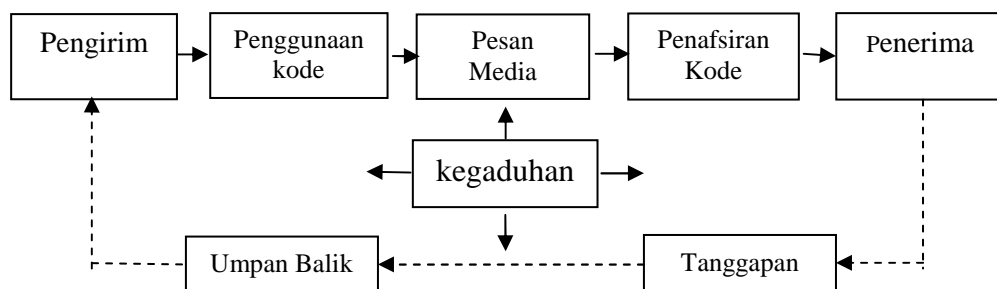 Pengirim
Penggunaan
kode
Pesan
Media
Penafsiran
Kode
Penerima
kegaduhan
Umpan Balik
Tanggapan